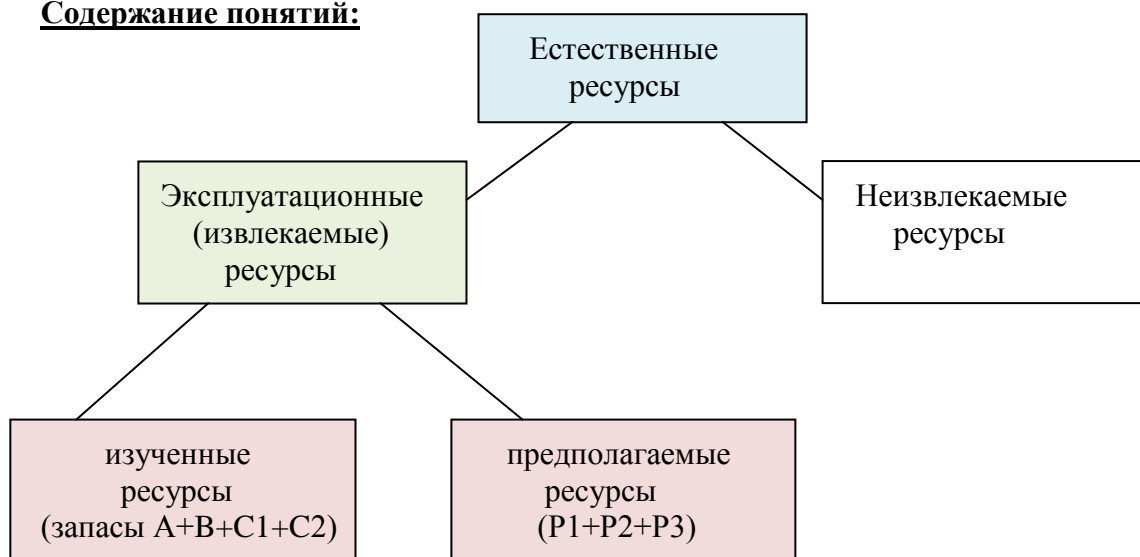 Содержание понятий:
Естественные
ресурсы
Эксплуатационные
(извлекаемые)
ресурсы
Неизвлекаемые
ресурсы
изученные
ресурсы
(запасы А+В+С1+С2)
предполагаемые
ресурсы
(Р1+Р2+Р3)